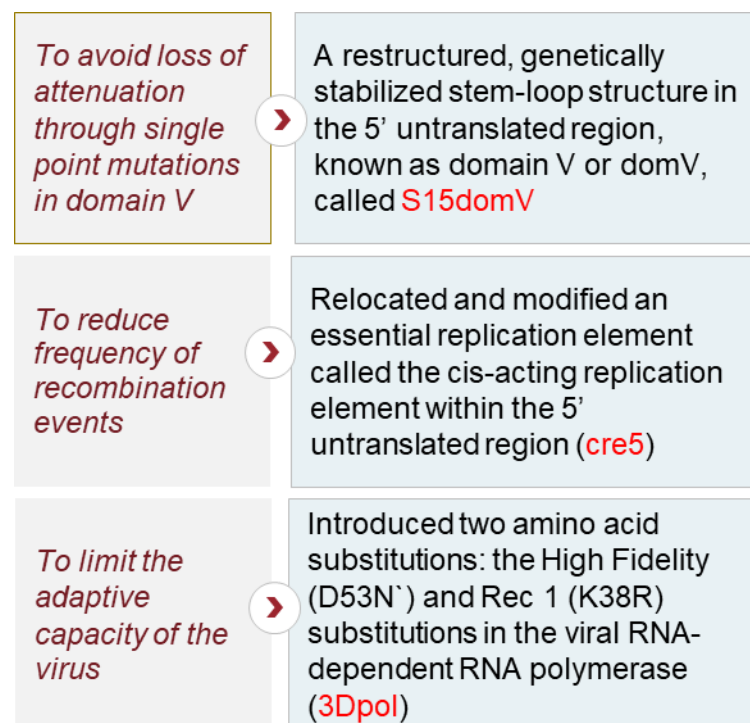 To avoid loss of
attenuation
through single
point mutations
in domain V
A restructured, genetically
stabilized stem-loop structure in
the 5’ untranslated region,
known as domain V or domV,
called S15domV
To reduce
frequency of
recombination
events
Relocated and modified an
essential replication element
called the cis-acting replication
element within the 5’
untranslated region (cre5)
To limit the
adaptive
capacity of the
virus
Introduced two amino acid
substitutions: the High Fidelity
(D53N`) and Rec 1 (K38R)
substitutions in the viral RNA-
dependent RNA polymerase
(3Dpol)